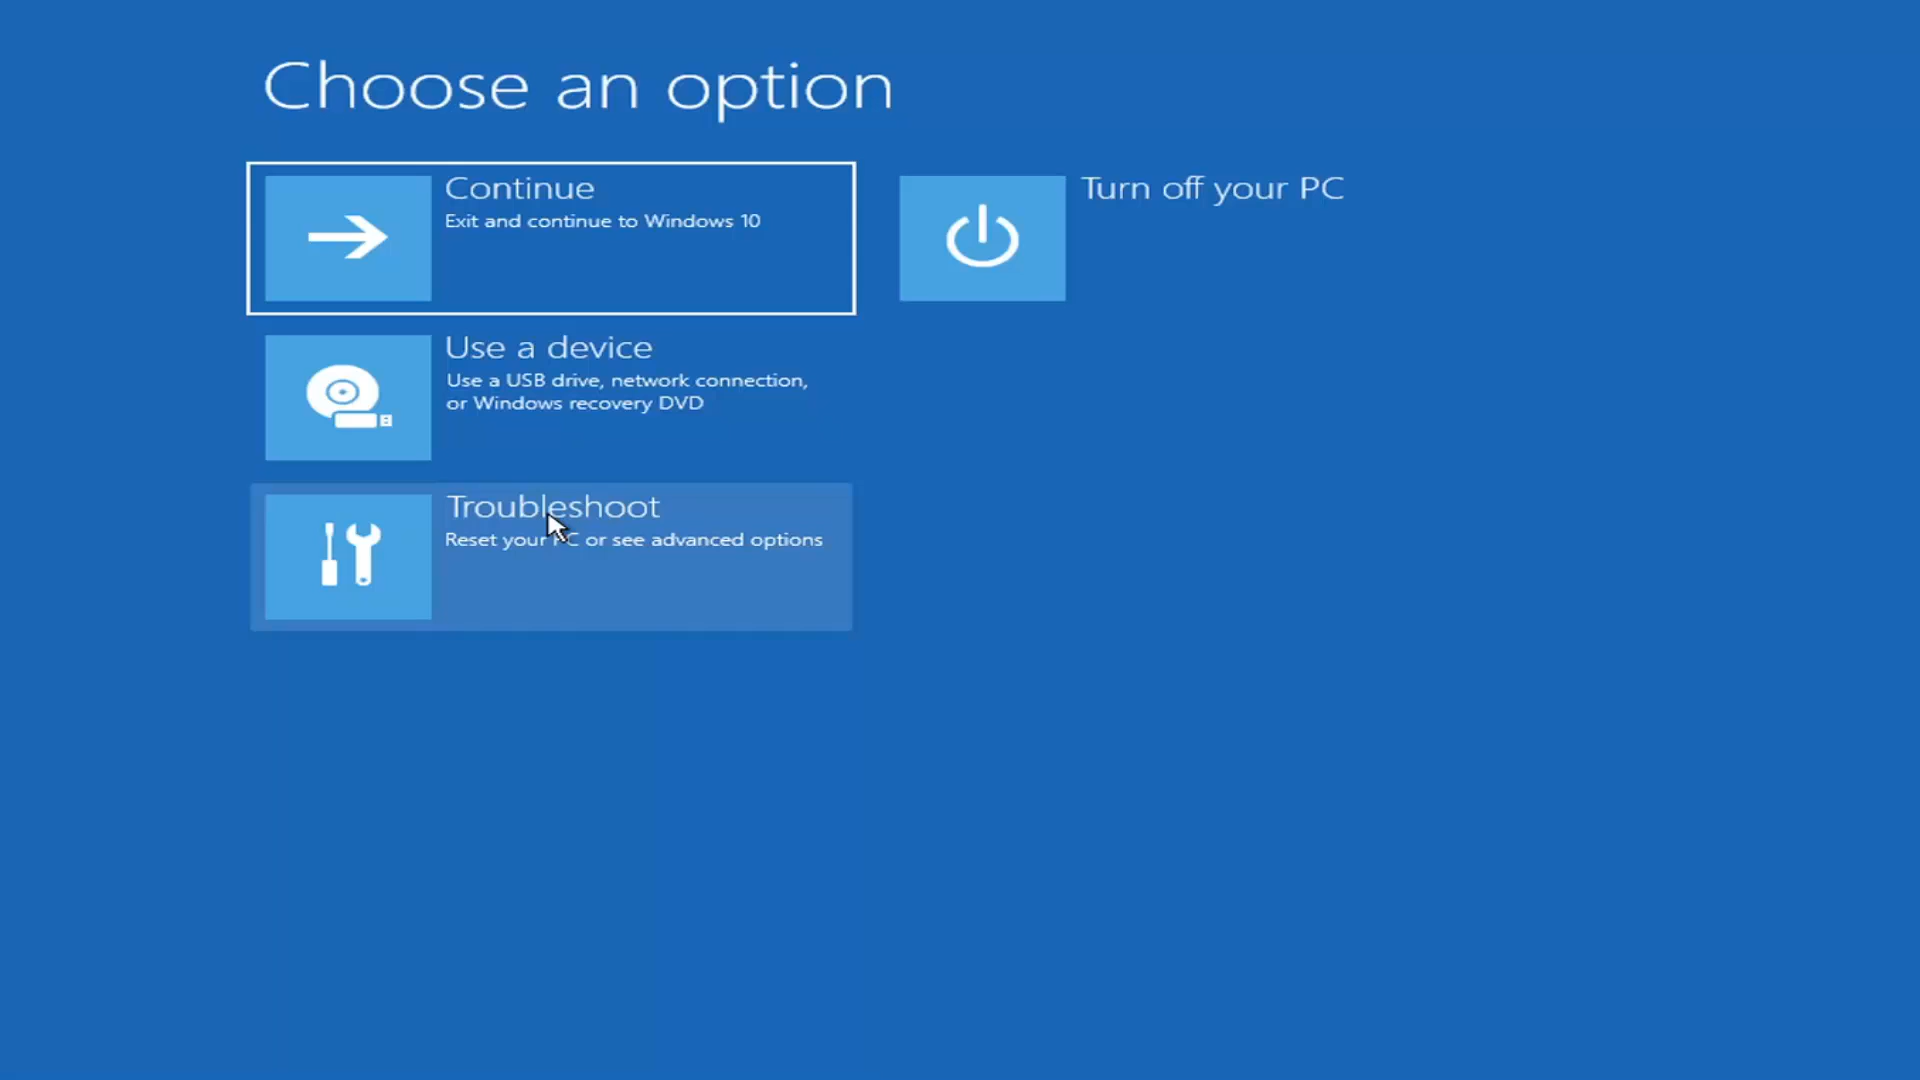 Choose an option
Continue
Exit and continue to Windows 10
Turn off your PC
Use a device
Use a USB drive, network connection,
or Windows recovery DVD
Troubleshoot
Reset your PC or see advanced options